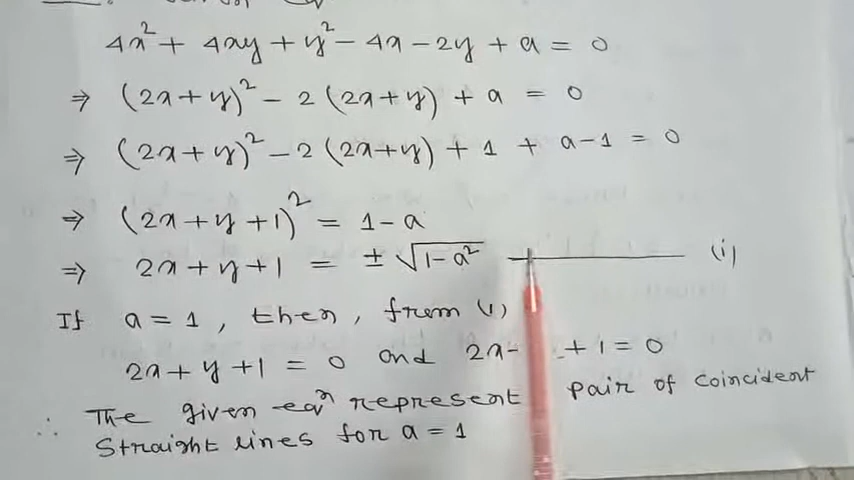 4x² + 4xy + y² - 4x - 2y + a = 0
⇒ (2x+y)² - 2 (2x+y) + a = 0
⇒ (2x+y)² - 2 (2x+y) + 1 + a-1 = 0
⇒ (2x+y+1)² = 1-a
⇒ 2x+y+1 = ± √1-a² (i)
If a=1, then, from (i)
2x+y+1 = 0 and 2x- +1=0
∴ The given eqⁿ represent pair of coincident
Straight lines for a=1